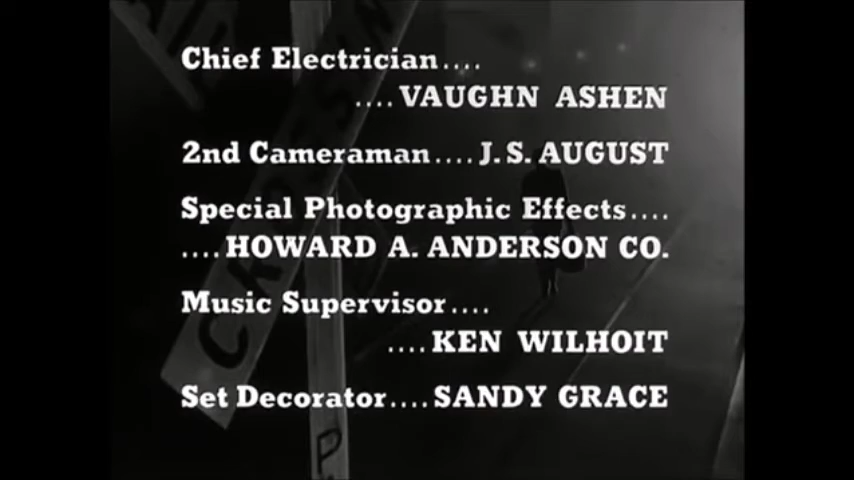 Chief Electrician....
....VAUGHN ASHEN
2nd Cameraman....J. S. AUGUST
Special Photographic Effects....
....HOWARD A. ANDERSON CO.
Music Supervisor....
....KEN WILHOIT
Set Decorator....SANDY GRACE